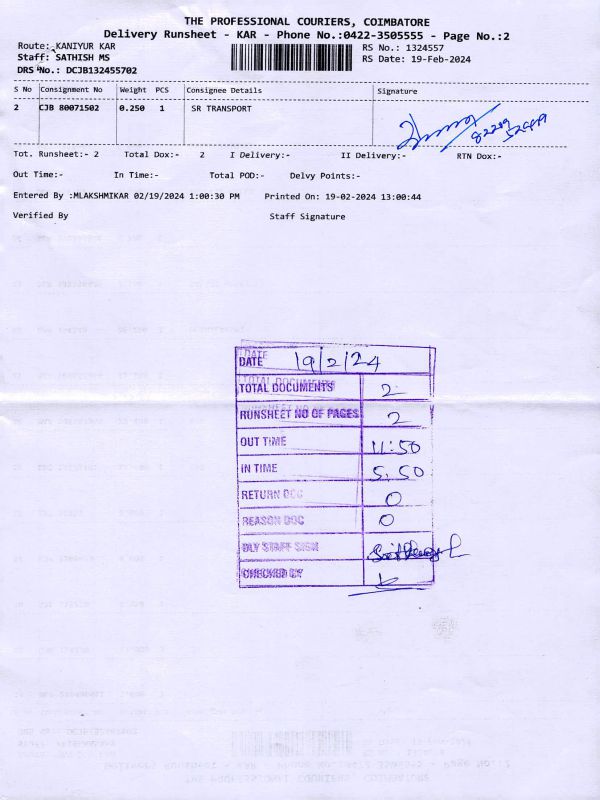 THE PROFESSIONAL COURIERS, COIMBATORE
Delivery Runsheet - KAR - Phone No.:0422-3505555 - Page No.:2
Route: KANIYUR KAR
RS No.: 1324557
Staff: SATHISH MS
RS Date: 19-Feb-2024
DRS No.: DCJB132455702
S No Consignment No Weight PCS Consignee Details Signature
2 CJB 80071502 0.250 1 SR TRANSPORT
Tot. Runsheet:- 2 Total Dox:- 2 I Delivery:- II Delivery:- RTN Dox:-
Out Time:- In Time:- Total POD:- Delvy Points:-
Entered By :MLAKSHMIKAR 02/19/2024 1:00:30 PM Printed On: 19-02-2024 13:00:44
Verified By Staff Signature
DATE 19/2/24
TOTAL DOCUMENTS 2
RUNSHEET NO OF PAGES 2
OUT TIME 11:50
IN TIME 5.50
RETURN DOC 0
REASON DOC 0
DLY STAFF SIGN
CHECKED BY